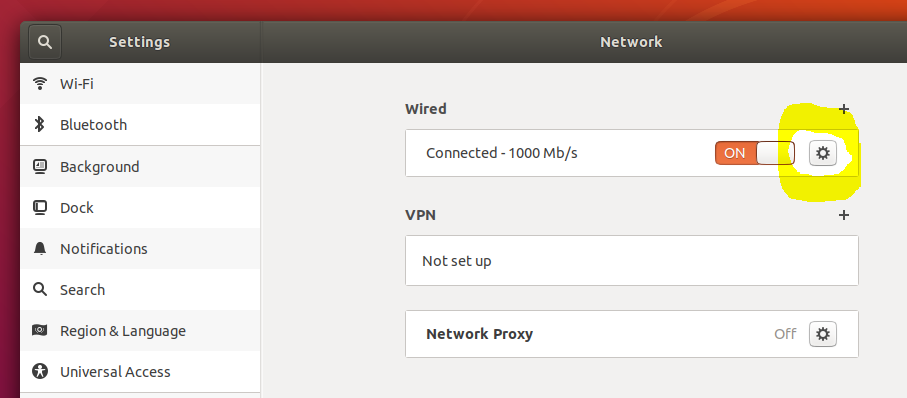 Settings
Network
Wi-Fi
Bluetooth
Background
Dock
Notifications
Search
Region & Language
Universal Access
Wired
+
Connected - 1000 Mb/s
ON
VPN
+
Not set up
Network Proxy
Off